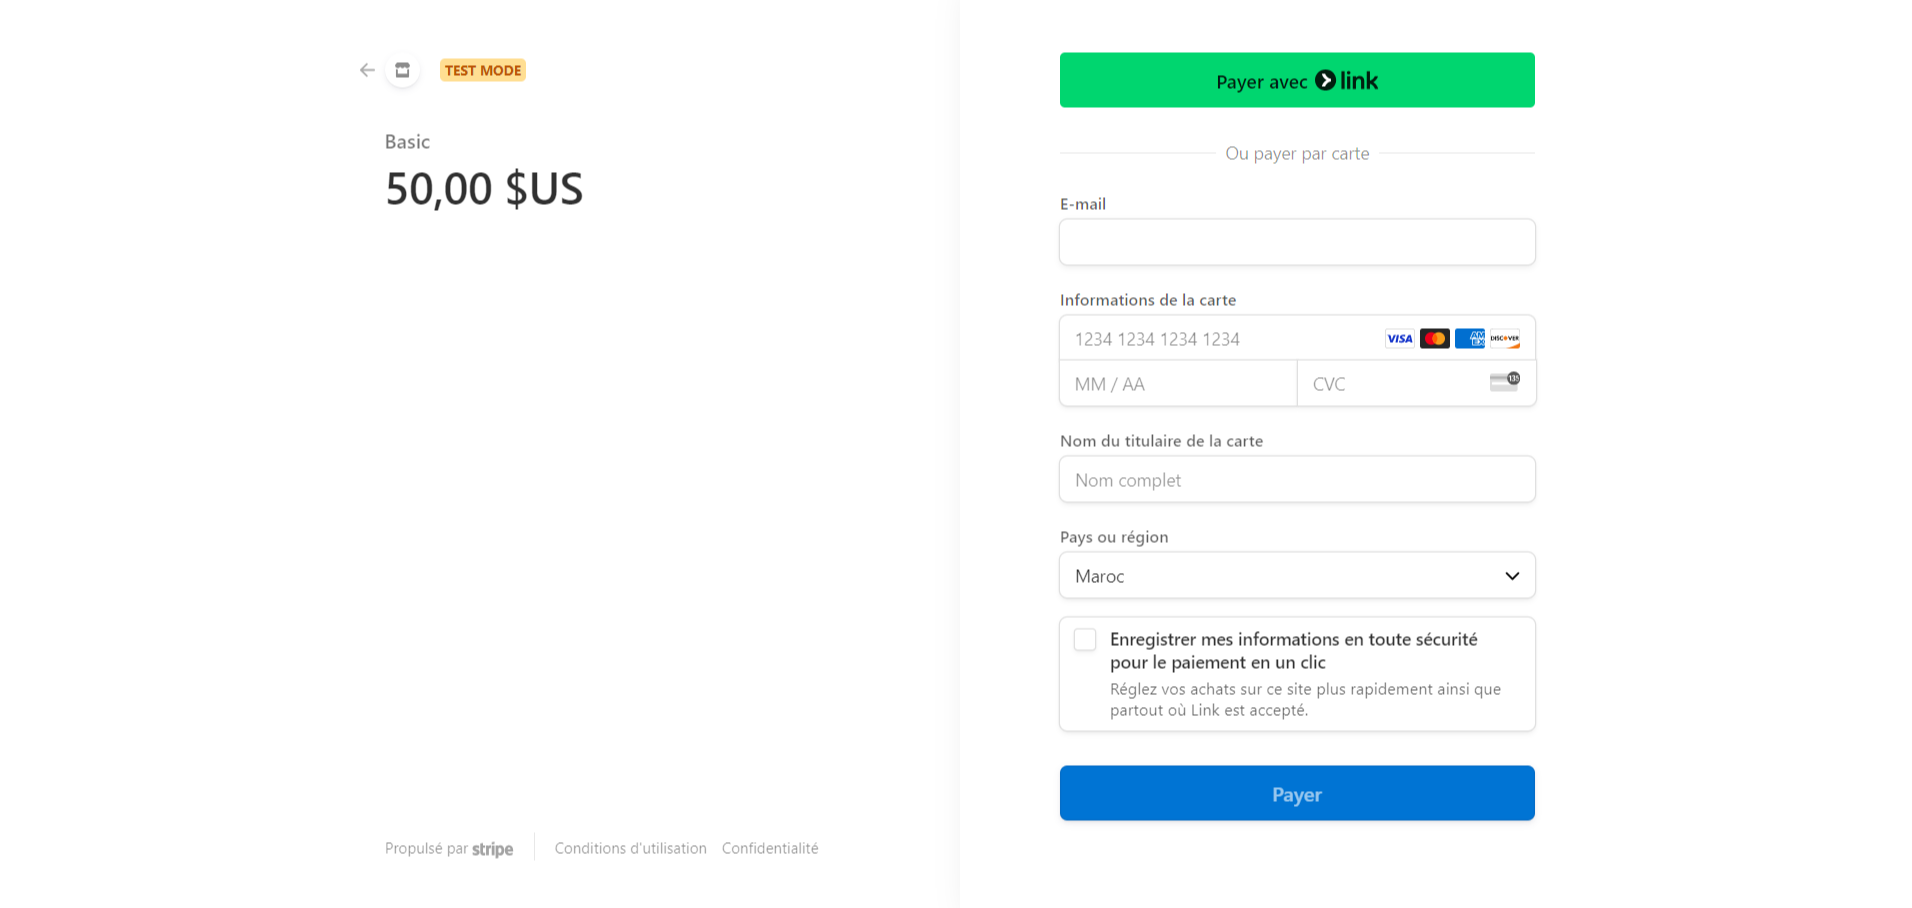 TEST MODE
Basic
50,00 $US
Propulsé par stripe
Conditions d'utilisation
Confidentialité
Payer avec link
Ou payer par carte
E-mail
Informations de la carte
1234 1234 1234 1234
VISA
AM
EX
DISCOVER
MM / AA
CVC
135
Nom du titulaire de la carte
Nom complet
Pays ou région
Maroc
Enregistrer mes informations en toute sécurité
pour le paiement en un clic
Réglez vos achats sur ce site plus rapidement ainsi que
partout où Link est accepté.
Payer